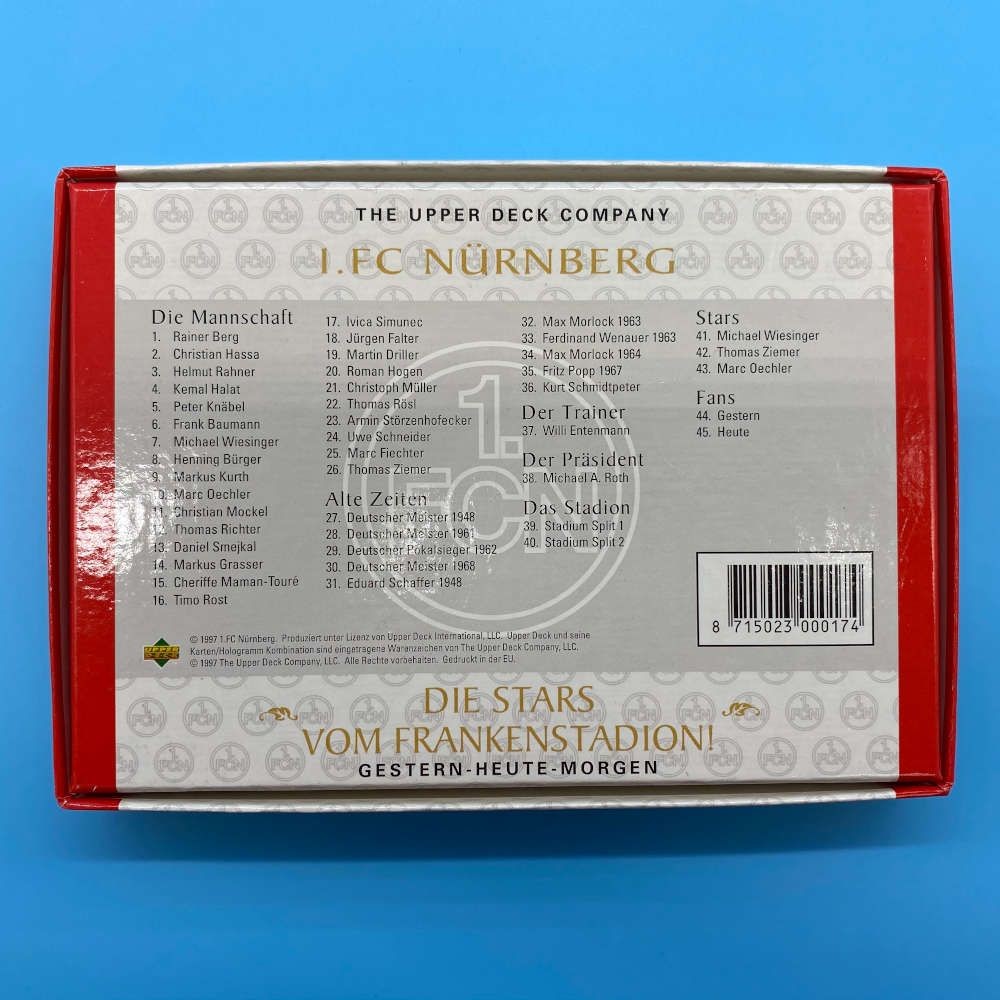 THE UPPER DECK COMPANY
1.FC NÜRNBERG
Die Mannschaft
1. Rainer Berg
2. Christian Hassa
3. Helmut Rahner
4. Kemal Halat
5. Peter Knäbel
6. Frank Baumann
7. Michael Wiesinger
8. Henning Bürger
9. Markus Kurth
10. Marc Oechler
11. Christian Mockel
12. Thomas Richter
13. Daniel Smejkal
14. Markus Grasser
15. Cheriffe Maman-Touré
16. Timo Rost
17. Ivica Simunec
18. Jürgen Falter
19. Martin Driller
20. Roman Hogen
21. Christoph Müller
22. Thomas Rösl
23. Armin Störzenhofecker
24. Uwe Schneider
25. Marc Fiechter
26. Thomas Ziemer
Alte Zeiten
27. Deutscher Meister 1948
28. Deutscher Meister 1961
29. Deutscher Pokalsieger 1962
30. Deutscher Meister 1968
31. Eduard Schaffer 1948
32. Max Morlock 1963
33. Ferdinand Wenauer 1963
34. Max Morlock 1964
35. Fritz Popp 1967
36. Kurt Schmidtpeter
Der Trainer
37. Willi Entenmann
Der Präsident
38. Michael A. Roth
Das Stadion
39. Stadium Split 1
40. Stadium Split 2
Stars
41. Michael Wiesinger
42. Thomas Ziemer
43. Marc Oechler
Fans
44. Gestern
45. Heute
1.
FCN
8 715023 000174
UPPER DECK
© 1997 1.FC Nürnberg. Produziert unter Lizenz von Upper Deck International, LLC. Upper Deck und seine
Karten/Hologramm Kombination sind eingetragene Warenzeichen von The Upper Deck Company, LLC.
© 1997 The Upper Deck Company, LLC. Alle Rechte vorbehalten. Gedruckt in der EU.
DIE STARS
VOM FRANKENSTADION!
GESTERN-HEUTE-MORGEN